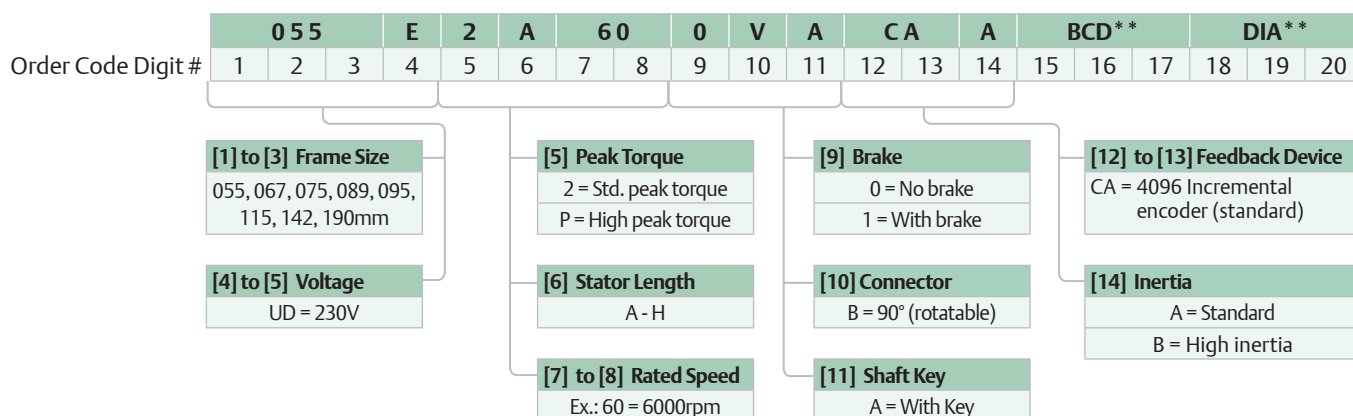 055 E 2 A 60 0 V A CA A BCD** DIA**
Order Code Digit # 1 2 3 4 5 6 7 8 9 10 11 12 13 14 15 16 17 18 19 20
[1] to [3] Frame Size
055, 067, 075, 089, 095,
115, 142, 190mm
[4] to [5] Voltage
UD = 230V
[5] Peak Torque
2 = Std. peak torque
P = High peak torque
[6] Stator Length
A - H
[7] to [8] Rated Speed
Ex.: 60 = 6000rpm
[9] Brake
0 = No brake
1 = With brake
[10] Connector
B = 90° (rotatable)
[11] Shaft Key
A = With Key
[12] to [13] Feedback Device
CA = 4096 Incremental
encoder (standard)
[14] Inertia
A = Standard
B = High inertia